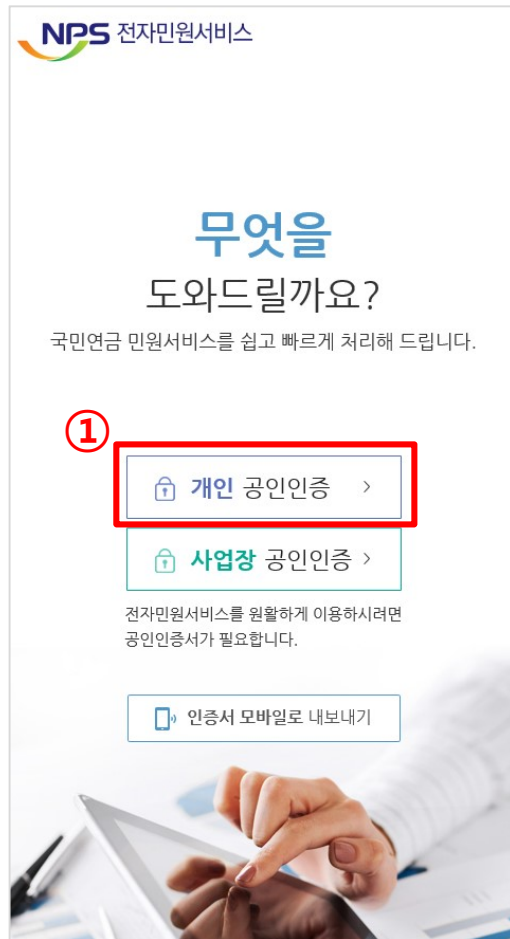 NPS 전자민원서비스
무엇을
도와드릴까요?
국민연금 민원서비스를 쉽고 빠르게 처리해 드립니다.
①
개인 공인인증 >
사업장 공인인증 >
전자민원서비스를 원활하게 이용하시려면
공인인증서가 필요합니다.
인증서 모바일로 내보내기